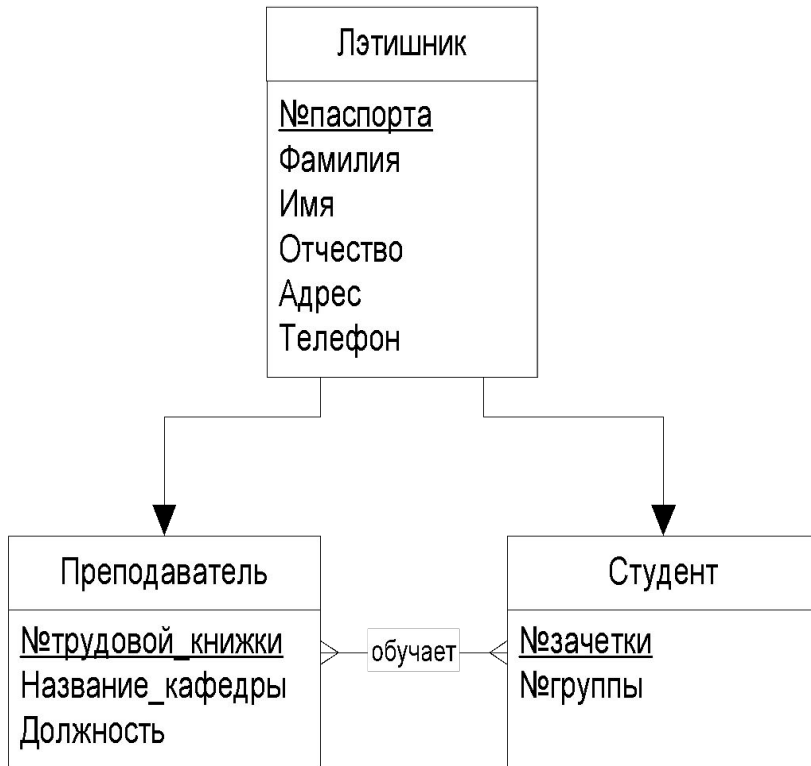 Лэтишник
№паспорта
Фамилия
Имя
Отчество
Адрес
Телефон
Преподаватель
№трудовой_книжки
Название_кафедры
Должность
обучает
Студент
№зачетки
№группы